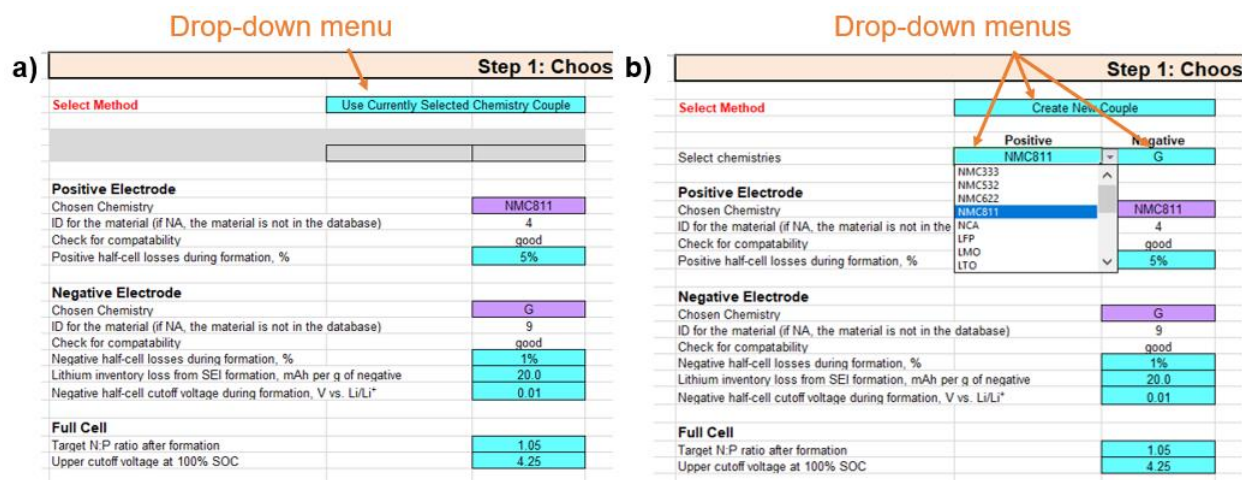 Drop-down menu
a)
Step 1: Choos
Select Method
Use Currently Selected Chemistry Couple
Positive Electrode
Chosen Chemistry
NMC811
ID for the material (if NA, the material is not in the database)
4
Check for compatability
good
Positive half-cell losses during formation, %
5%
Negative Electrode
Chosen Chemistry
G
ID for the material (if NA, the material is not in the database)
9
Check for compatability
good
Negative half-cell losses during formation, %
1%
Lithium inventory loss from SEI formation, mAh per g of negative
20.0
Negative half-cell cutoff voltage during formation, V vs. Li/Li⁺
0.01
Full Cell
Target N:P ratio after formation
1.05
Upper cutoff voltage at 100% SOC
4.25
Drop-down menus
b)
Step 1: Choos
Select Method
Create New Couple
Positive
Negative
Select chemistries
NMC811
G
NMC333
NMC532
NMC622
NMC811
NCA
LFP
LMO
LTO
Positive Electrode
Chosen Chemistry
NMC811
ID for the material (if NA, the material is not in the
4
Check for compatability
good
Positive half-cell losses during formation, %
5%
Negative Electrode
Chosen Chemistry
G
ID for the material (if NA, the material is not in the database)
9
Check for compatability
good
Negative half-cell losses during formation, %
1%
Lithium inventory loss from SEI formation, mAh per g of negative
20.0
Negative half-cell cutoff voltage during formation, V vs. Li/Li⁺
0.01
Full Cell
Target N:P ratio after formation
1.05
Upper cutoff voltage at 100% SOC
4.25